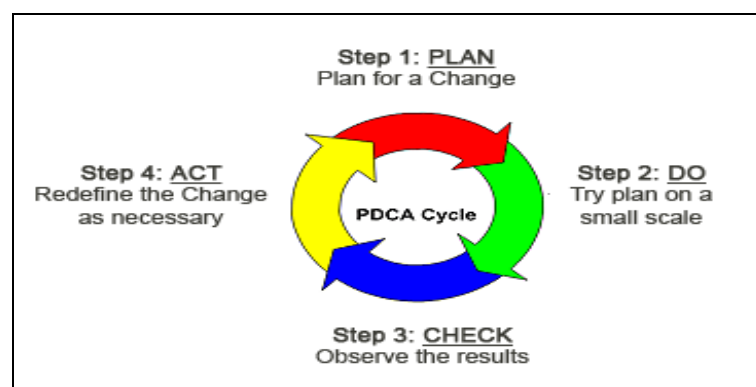 Step 1: PLAN
Plan for a Change
Step 4: ACT
Redefine the Change
as necessary
PDCA Cycle
Step 2: DO
Try plan on a
small scale
Step 3: CHECK
Observe the results